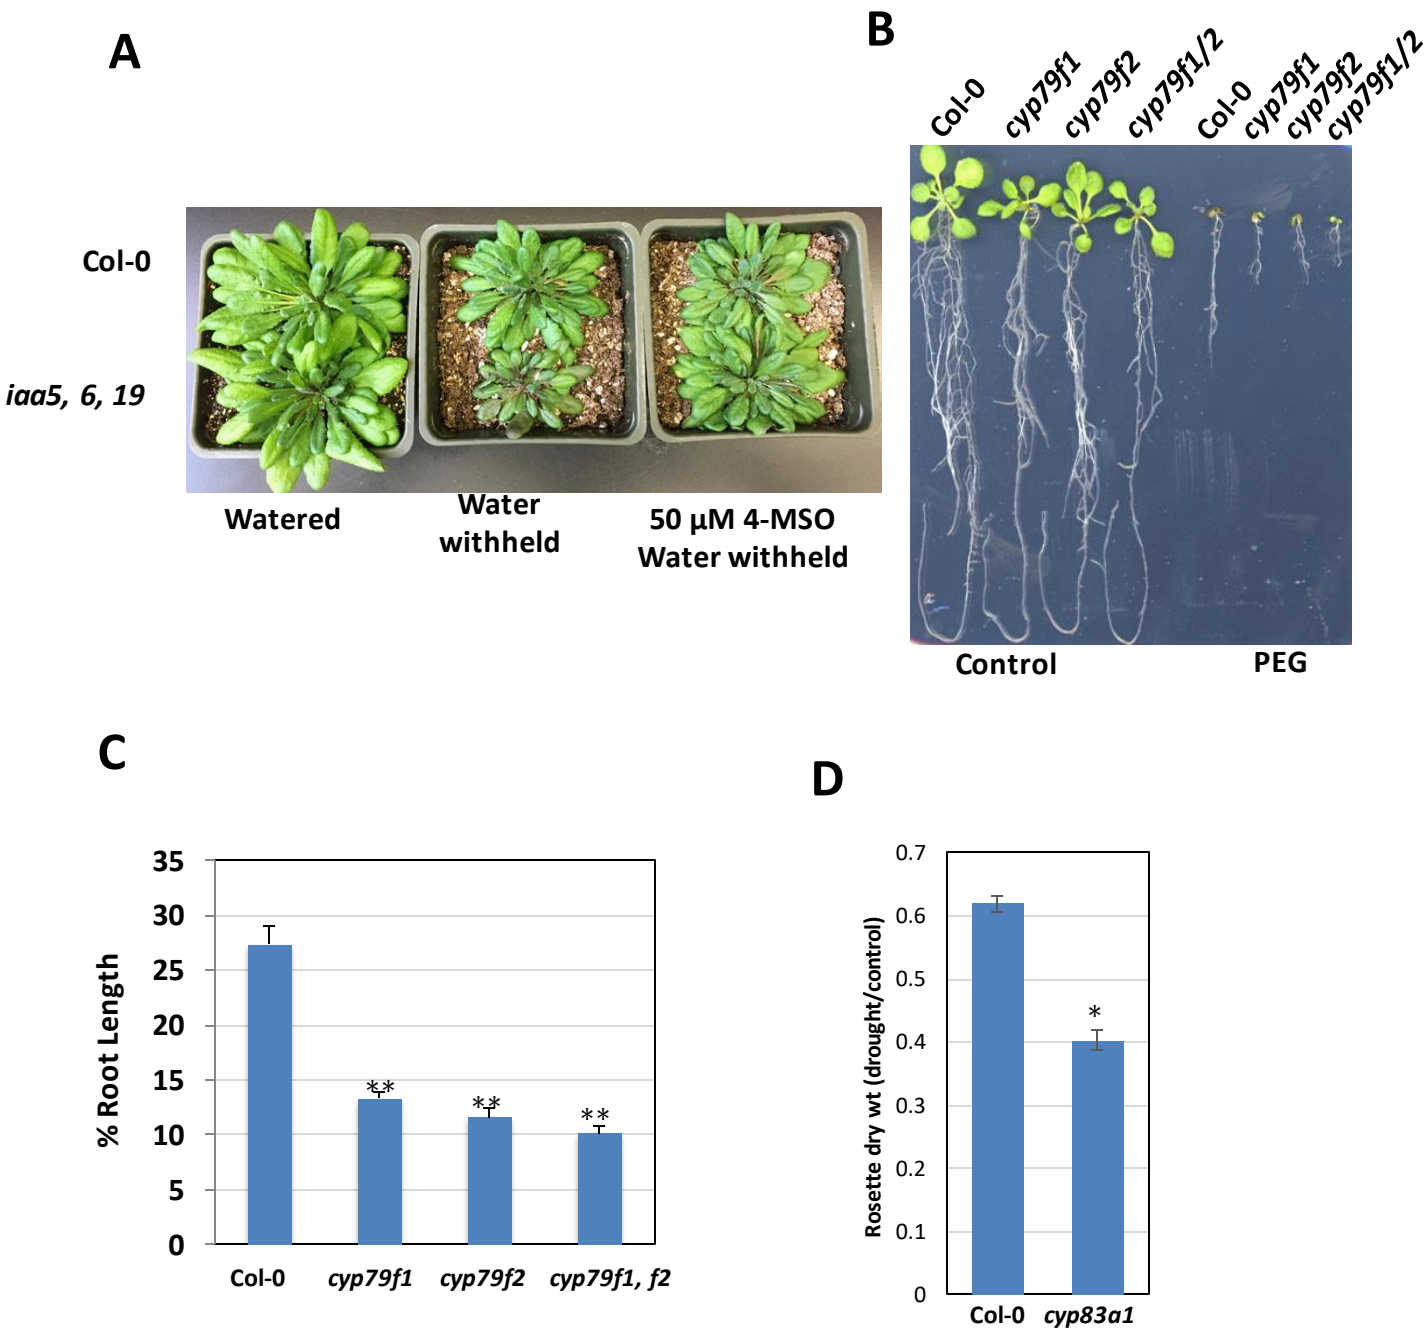 A
Col-0
iaa5, 6, 19
Watered
Water
withheld
50 µM 4-MSO
Water withheld
B
Col-0
cyp79f1
cyp79f2
cyp79f1/2
Col-0
cyp79f1
cyp79f2
cyp79f1/2
Control
PEG
C
% Root Length
35
30
25
20
15
10
5
0
**
**
**
Col-0
cyp79f1
cyp79f2
cyp79f1, f2
D
Rosette dry wt (drought/control)
0.7
0.6
0.5
0.4
0.3
0.2
0.1
0
*
Col-0
cyp83a1